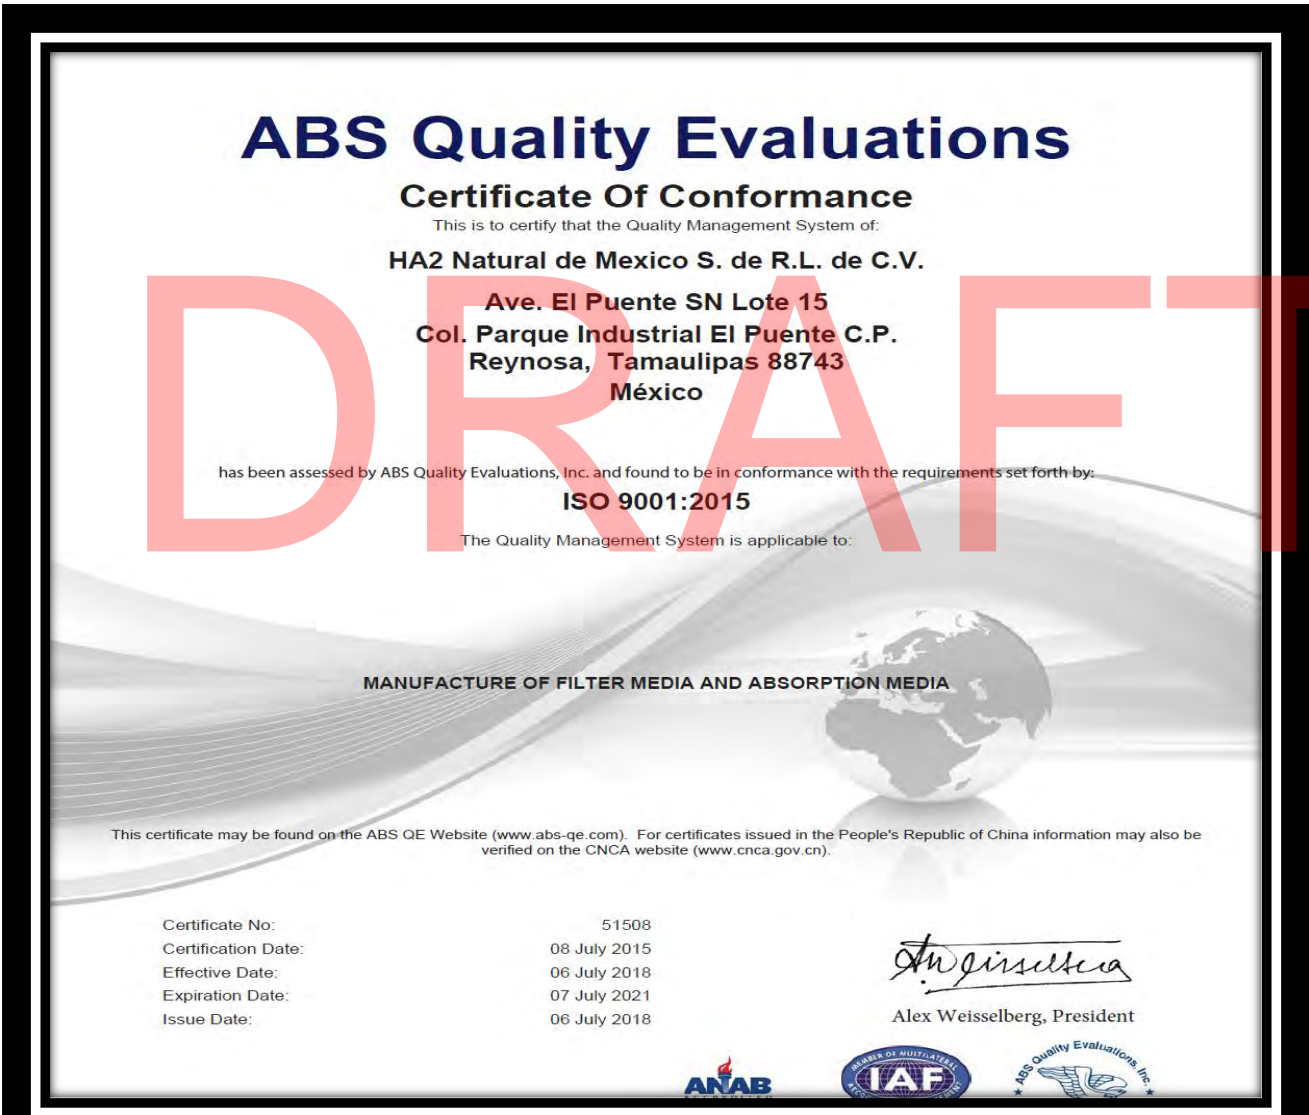 ABS Quality Evaluations
Certificate Of Conformance
This is to certify that the Quality Management System of:
HA2 Natural de Mexico S. de R.L. de C.V.
Ave. El Puente SN Lote 15
Col. Parque Industrial El Puente C.P.
Reynosa, Tamaulipas 88743
México
DRAFT
has been assessed by ABS Quality Evaluations, Inc. and found to be in conformance with the requirements set forth by:
ISO 9001:2015
The Quality Management System is applicable to:
MANUFACTURE OF FILTER MEDIA AND ABSORPTION MEDIA
This certificate may be found on the ABS QE Website (www.abs-qe.com). For certificates issued in the People's Republic of China information may also be
verified on the CNCA website (www.cnca.gov.cn).
Certificate No: 51508
Certification Date: 08 July 2015
Effective Date: 06 July 2018
Expiration Date: 07 July 2021
Issue Date: 06 July 2018
Alex Weisselberg, President
ANAB
MEMBER OF MULTILATERAL
IAF
ABS Quality Evaluations, Inc.